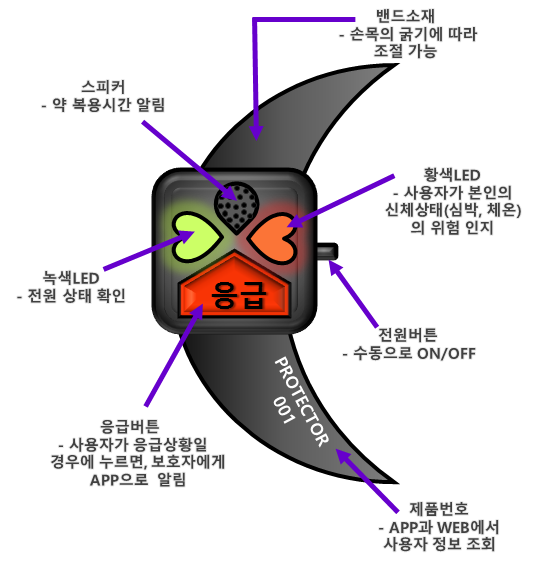 밴드소재
- 손목의 굵기에 따라
조절 가능
스피커
- 약 복용시간 알림
황색LED
- 사용자가 본인의
신체상태(심박, 체온)
의 위험 인지
녹색LED
- 전원 상태 확인
응급
전원버튼
- 수동으로 ON/OFF
PROTECTOR
001
응급버튼
- 사용자가 응급상황일
경우에 누르면, 보호자에게
APP으로 알림
제품번호
- APP과 WEB에서
사용자 정보 조회